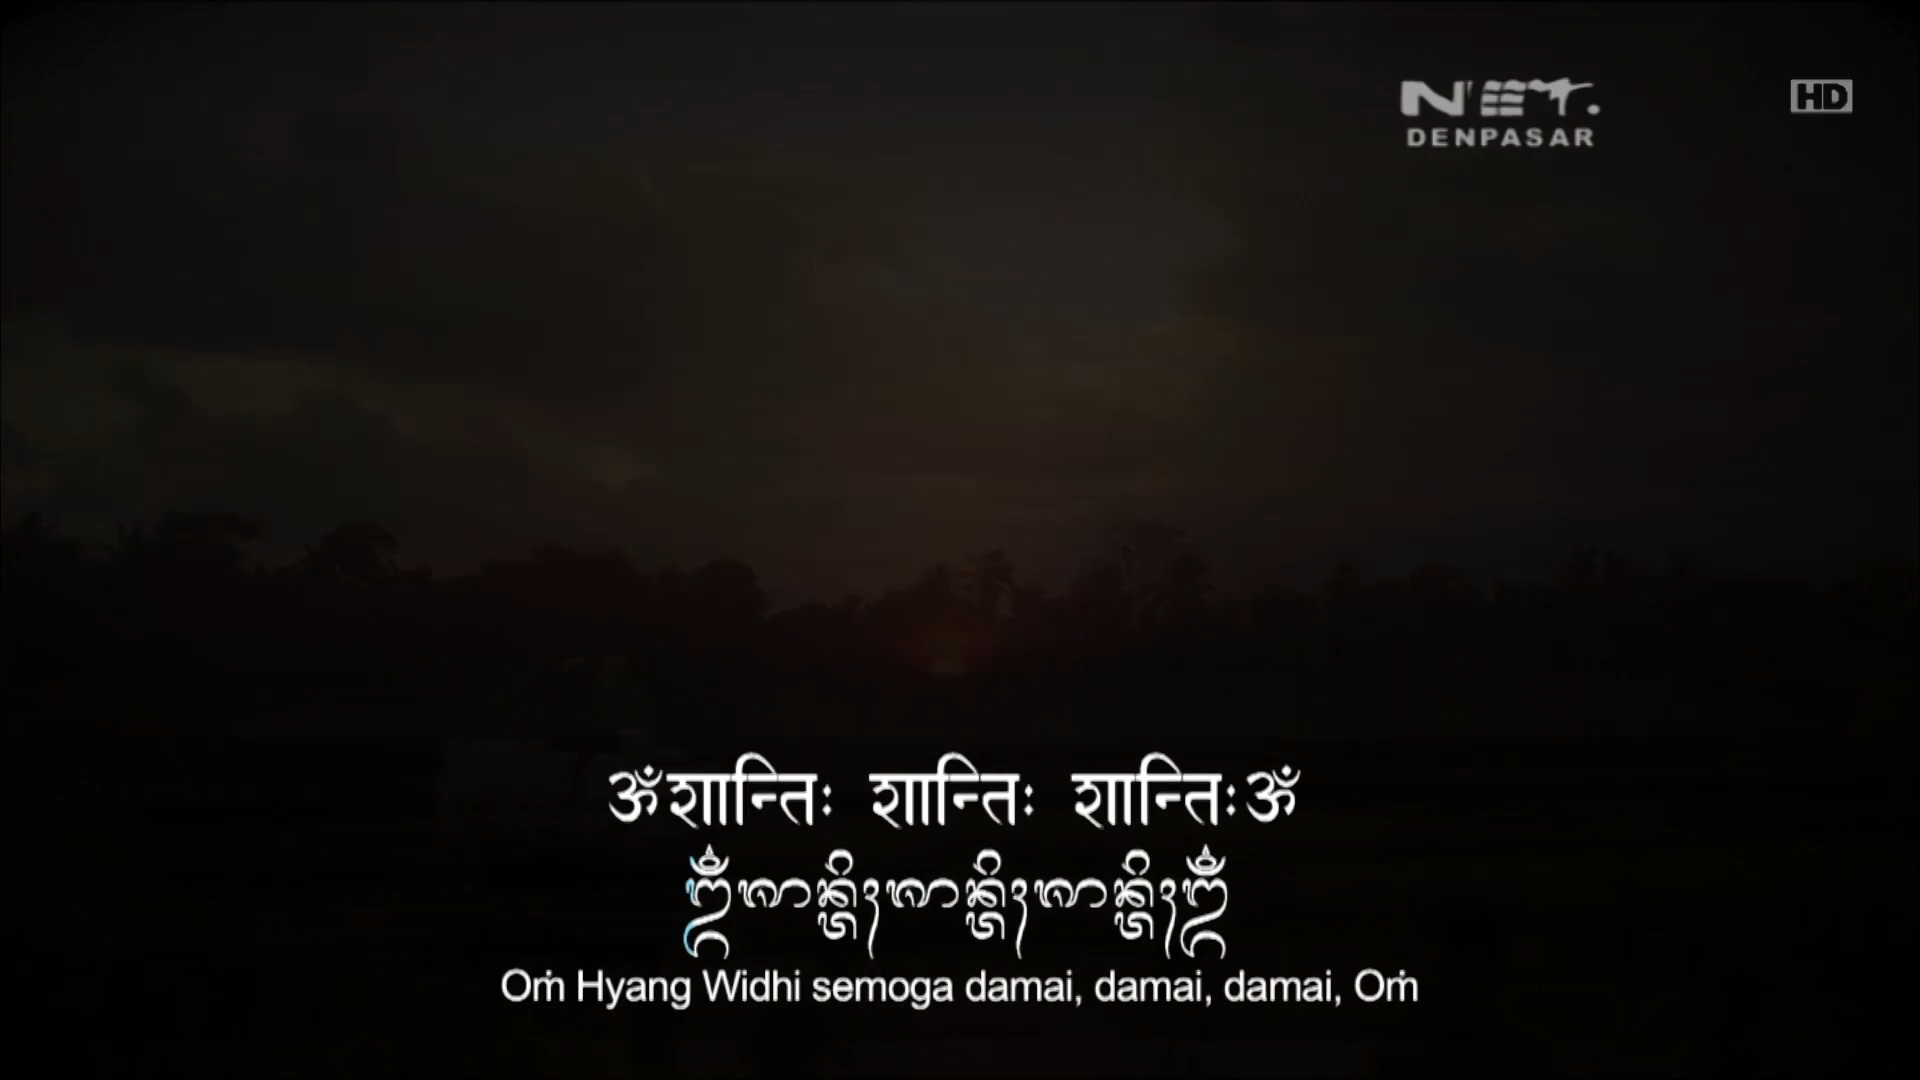 NET. HD
DENPASAR
ॐ शान्तिः शान्तिः शान्तिः ॐ
ᬒᬁᬰᬵᬦ᭄ᬢᬶᬄᬰᬵᬦ᭄ᬢᬶᬄᬰᬵᬦ᭄ᬢᬶᬄᬒᬁ
Oṁ Hyang Widhi semoga damai, damai, damai, Oṁ